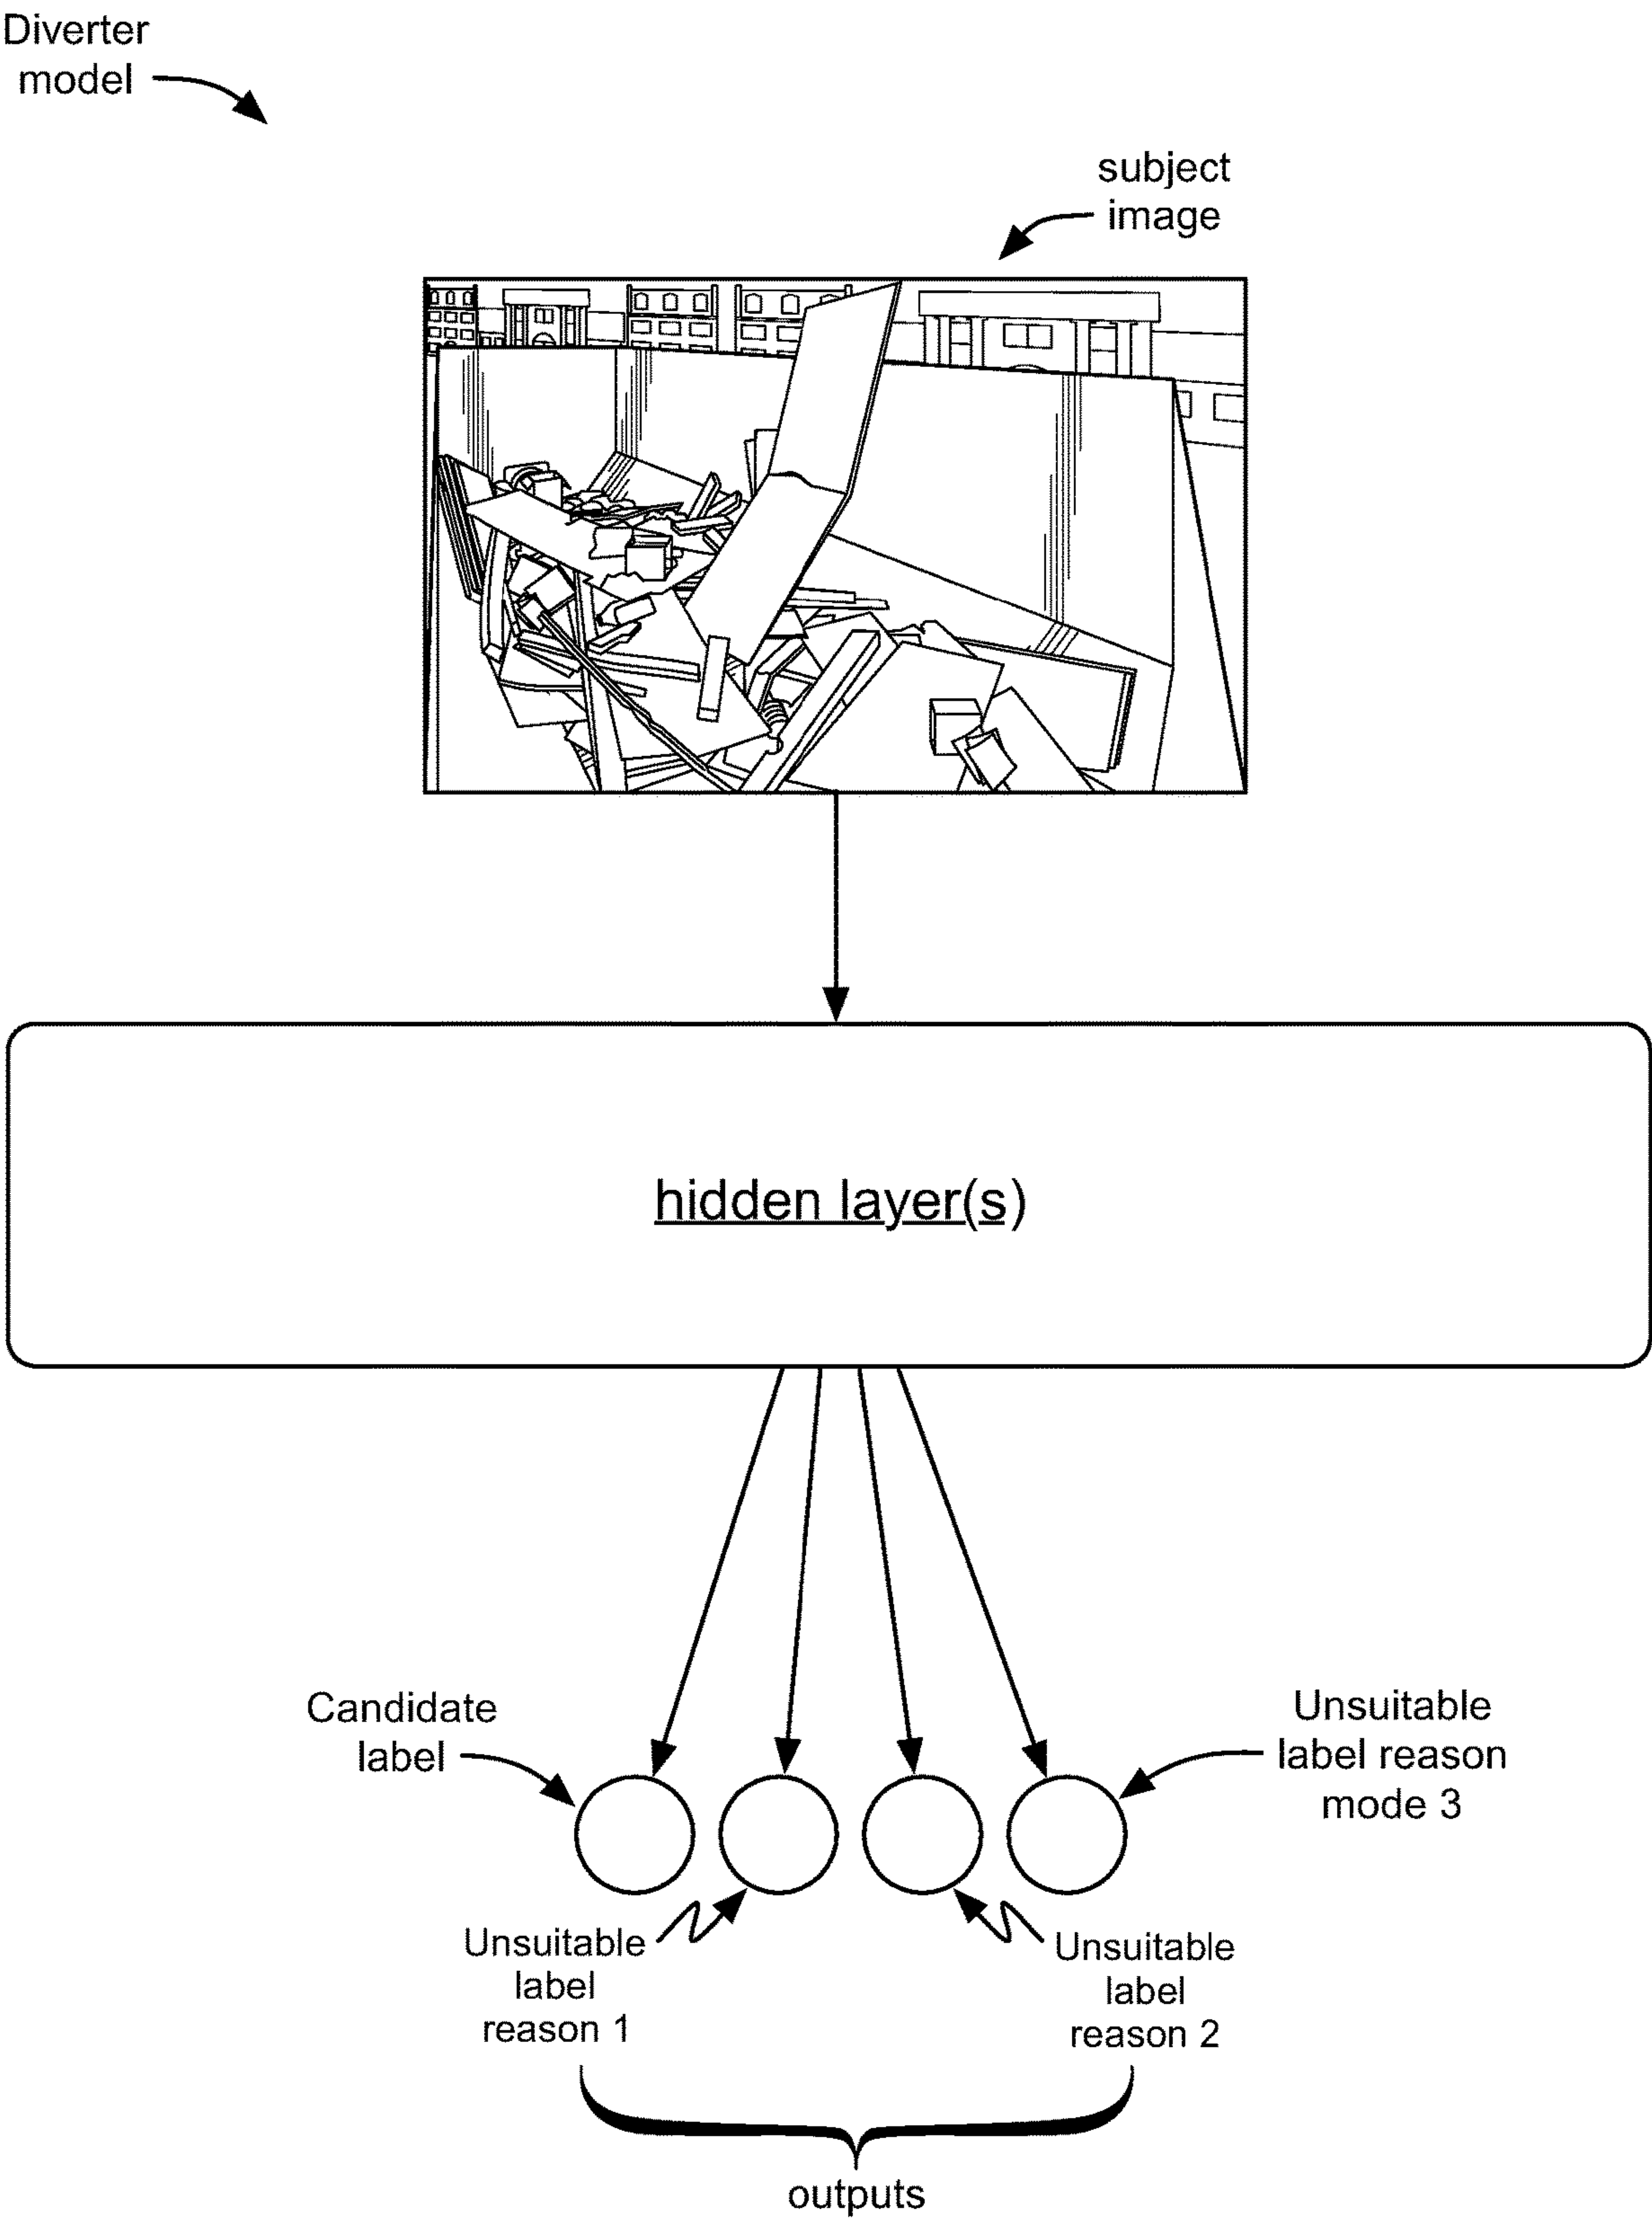 Diverter
model
subject
image
hidden layer(s)
Candidate
label
Unsuitable
label reason
mode 3
Unsuitable
label
reason 1
Unsuitable
label
reason 2
outputs